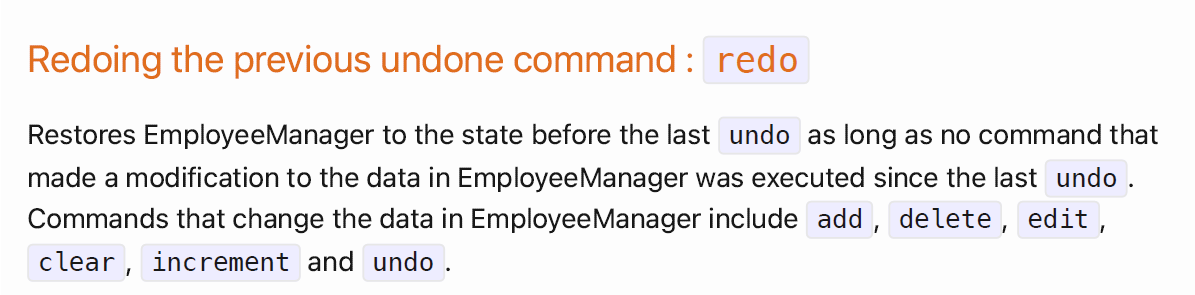 Redoing the previous undone command : redo
Restores EmployeeManager to the state before the last undo as long as no command that
made a modification to the data in EmployeeManager was executed since the last undo.
Commands that change the data in EmployeeManager include add, delete, edit,
clear, increment and undo.